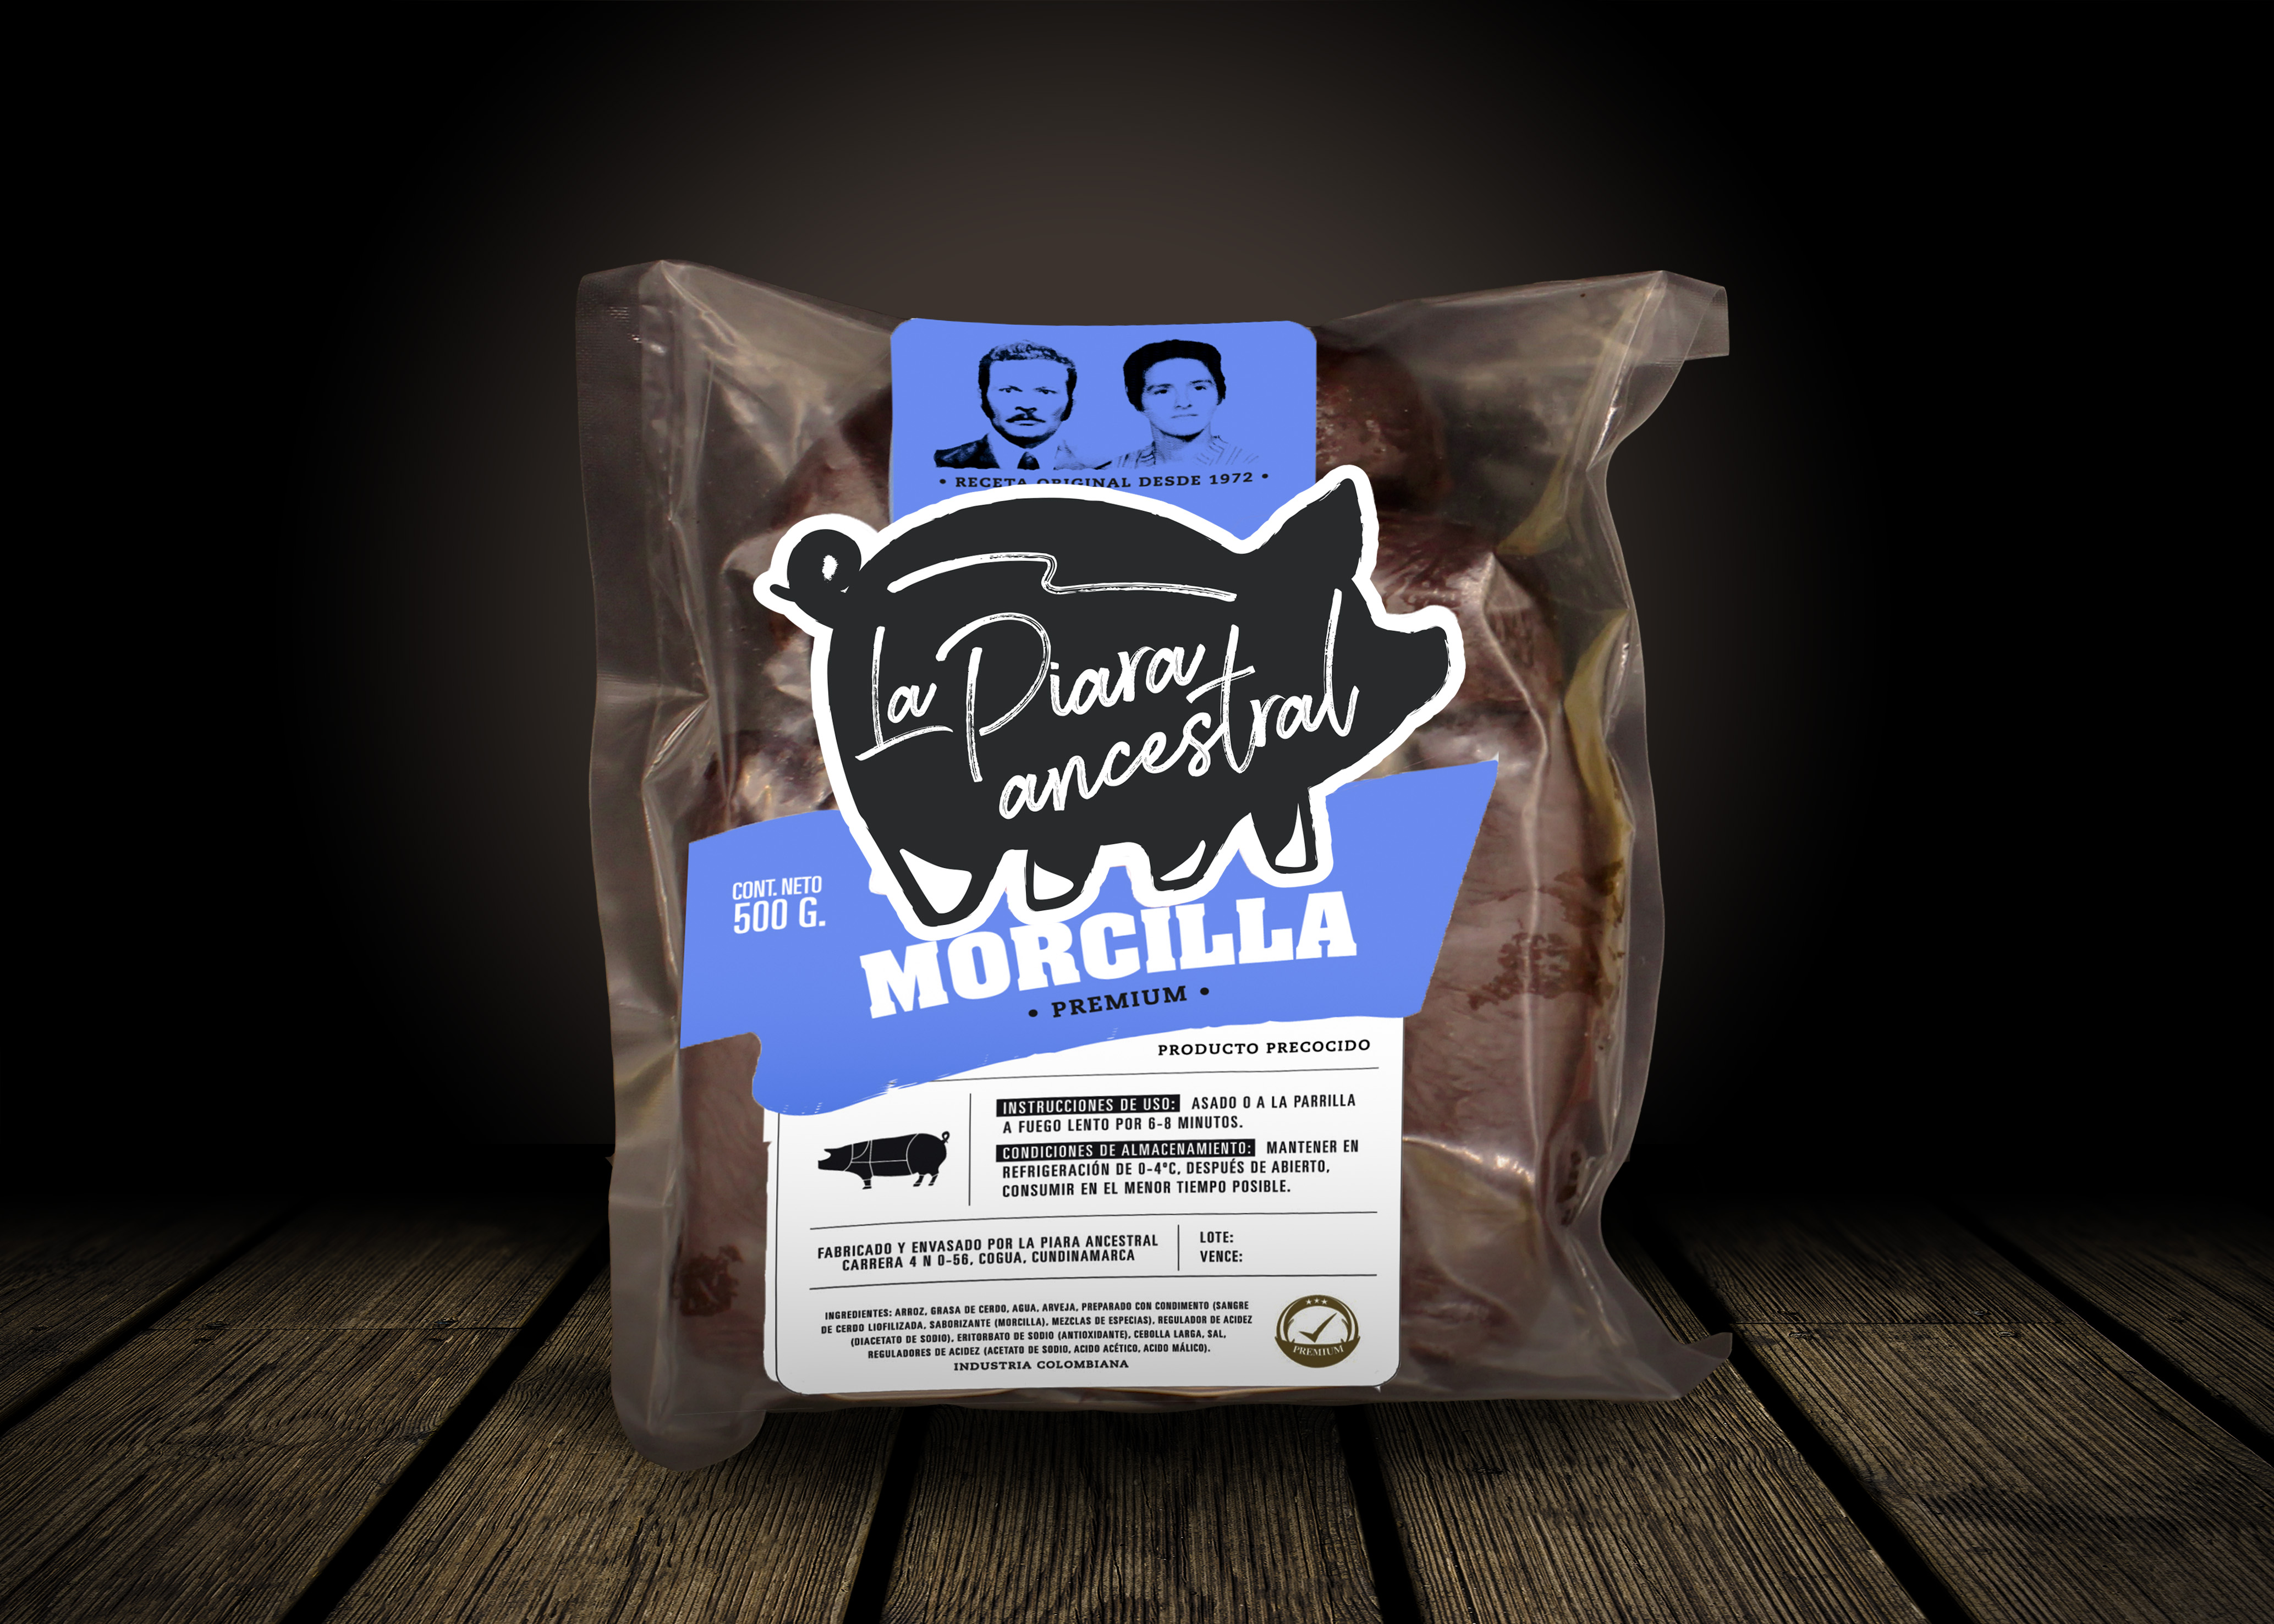 • RECETA ORIGINAL DESDE 1972 •
La Piara
ancestral
CONT. NETO
500 G.
MORCILLA
• PREMIUM •
PRODUCTO PRECOCIDO
INSTRUCCIONES DE USO: ASADO O A LA PARRILLA
A FUEGO LENTO POR 6-8 MINUTOS.
CONDICIONES DE ALMACENAMIENTO: MANTENER EN
REFRIGERACIÓN DE 0-4°C, DESPUÉS DE ABIERTO,
CONSUMIR EN EL MENOR TIEMPO POSIBLE.
FABRICADO Y ENVASADO POR LA PIARA ANCESTRAL
CARRERA 4 N 0-56, COGUA, CUNDINAMARCA
LOTE:
VENCE:
INGREDIENTES: ARROZ, GRASA DE CERDO, AGUA, ARVEJA, PREPARADO CON CONDIMENTO (SANGRE
DE CERDO LIOFILIZADA, SABORIZANTE (MORCILLA), MEZCLAS DE ESPECIAS), REGULADOR DE ACIDEZ
(DIACETATO DE SODIO), ERITORBATO DE SODIO (ANTIOXIDANTE), CEBOLLA LARGA, SAL,
REGULADORES DE ACIDEZ (ACETATO DE SODIO, ACIDO ACÉTICO, ACIDO MÁLICO).
INDUSTRIA COLOMBIANA
PREMIUM